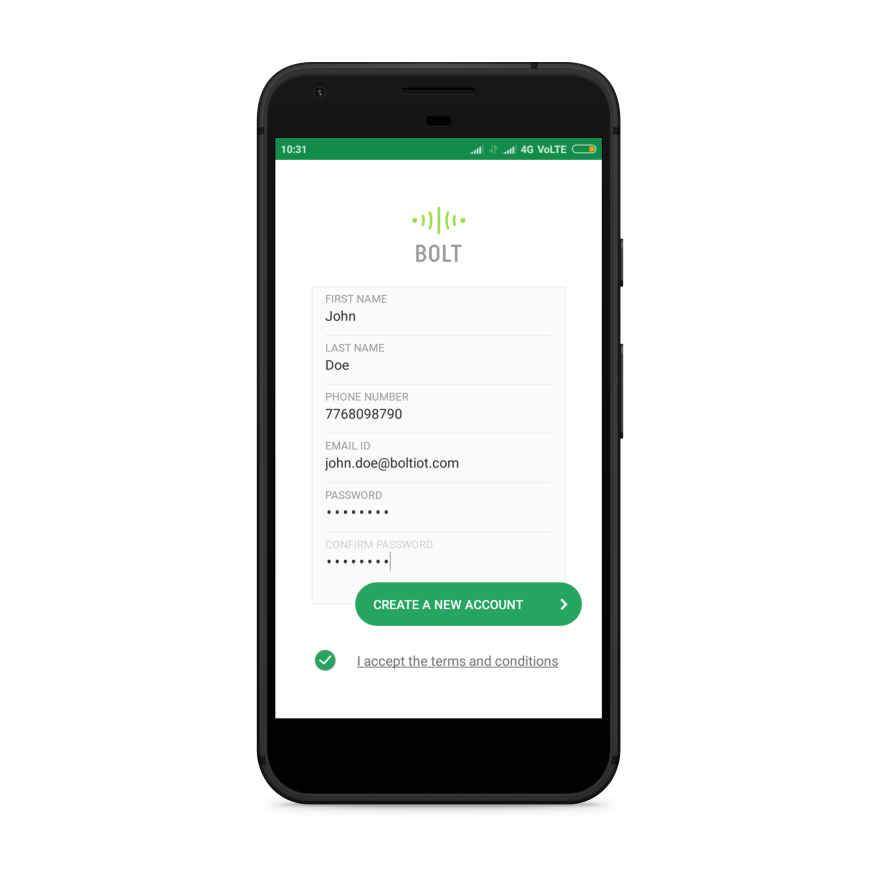 10:31 4G VoLTE
BOLT
FIRST NAME
John
LAST NAME
Doe
PHONE NUMBER
7768098790
EMAIL ID
john.doe@boltiot.com
PASSWORD
••••••••
CONFIRM PASSWORD
••••••••
CREATE A NEW ACCOUNT
I accept the terms and conditions